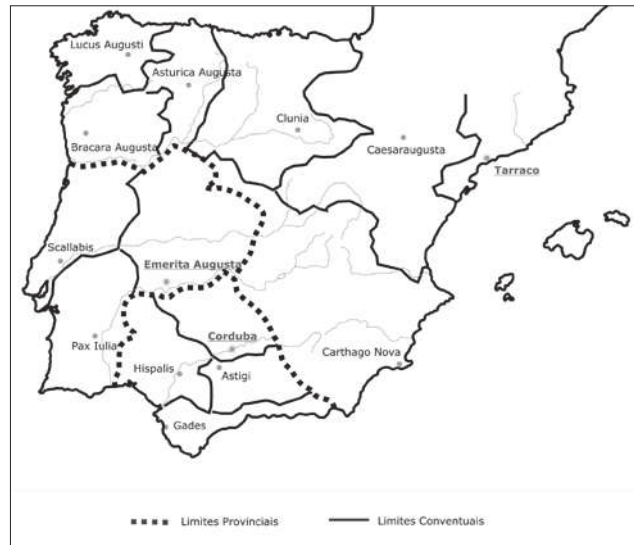 Lucus Augusti
Asturica Augusta
Clunia
Bracara Augusta
Caesaraugusta
Tarraco
Scallabis
Emerita Augusta
Pax Iulia
Corduba
Carthago Nova
Hispalis
Astigi
Gades
Limites Provinciais
Limites Conventuais